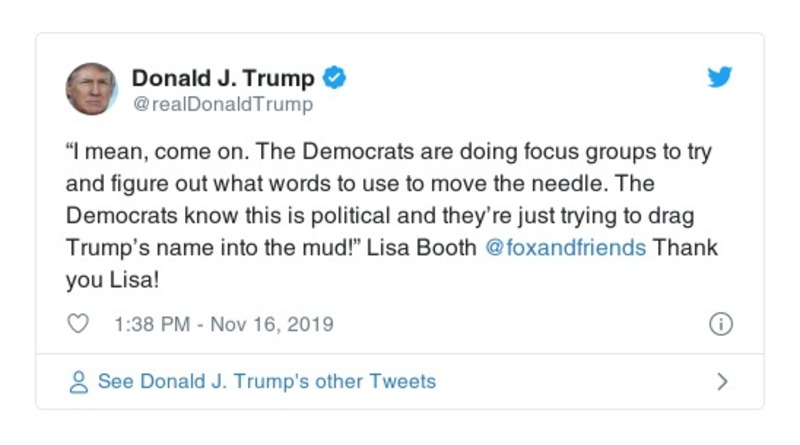 Donald J. Trump
@realDonaldTrump
“I mean, come on. The Democrats are doing focus groups to try
and figure out what words to use to move the needle. The
Democrats know this is political and they’re just trying to drag
Trump’s name into the mud!” Lisa Booth @foxandfriends Thank
you Lisa!
1:38 PM - Nov 16, 2019
See Donald J. Trump's other Tweets